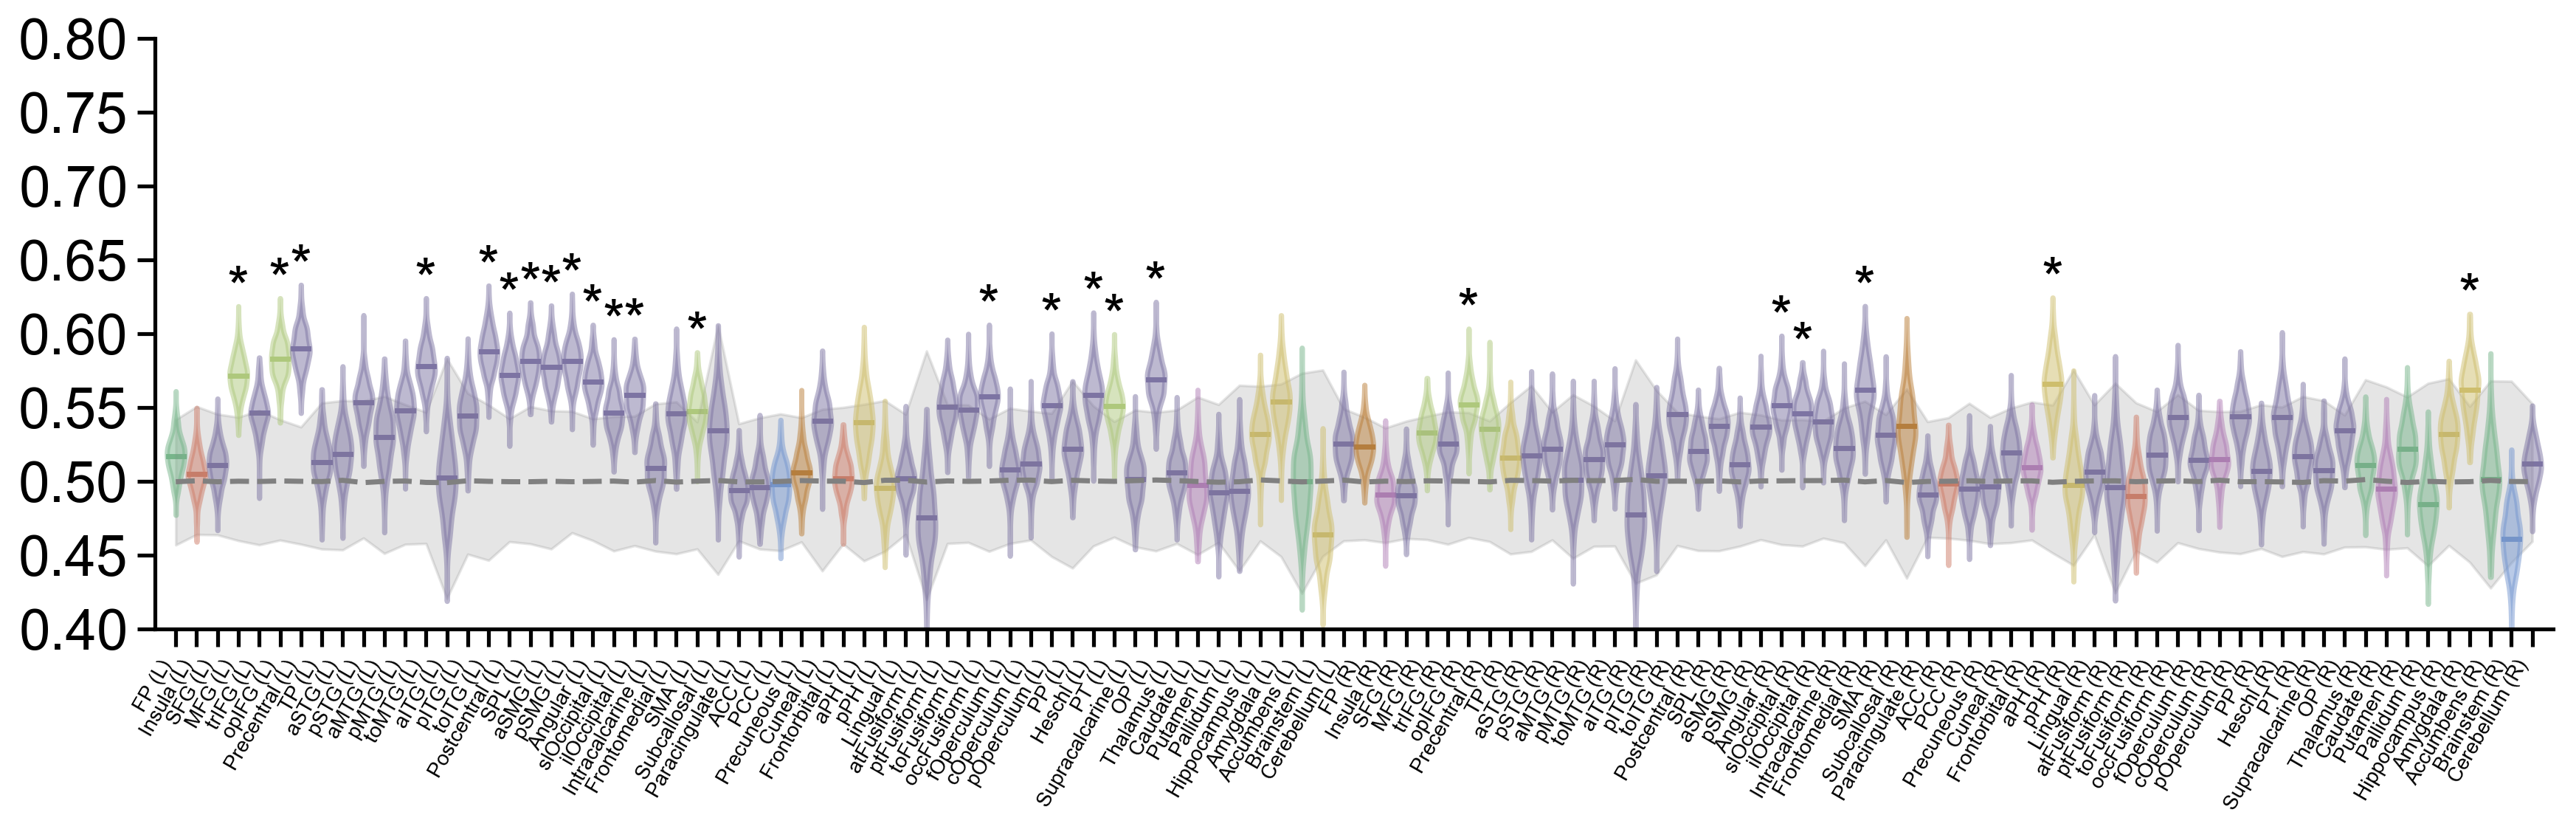 0.80
0.75
0.70
0.65
0.60
0.55
0.50
0.45
0.40
* * * * * * * * * * * * * * * * * * * * * * * * * *
FP (L)
Insula (L)
SFG (L)
MFG (L)
trIFG (L)
opIFG (L)
Precentral (L)
TP (L)
aSTG (L)
pSTG (L)
aMTG (L)
pMTG (L)
toMTG (L)
aITG (L)
pITG (L)
toITG (L)
Postcentral (L)
SPL (L)
aSMG (L)
pSMG (L)
Angular (L)
slOccipital (L)
ilOccipital (L)
Intracalcarine (L)
Frontomedial (L)
SMA (L)
Subcallosal (L)
Paracingulate (L)
ACC (L)
PCC (L)
Precuneous (L)
Cuneal (L)
Frontorbital (L)
aPH (L)
pPH (L)
Lingual (L)
atFusiform (L)
ptFusiform (L)
toFusiform (L)
occFusiform (L)
fOperculum (L)
cOperculum (L)
pOperculum (L)
PP (L)
Heschl (L)
PT (L)
Supracalcarine (L)
OP (L)
Thalamus (L)
Caudate (L)
Putamen (L)
Pallidum (L)
Hippocampus (L)
Amygdala (L)
Accumbens (L)
Brainstem (L)
Cerebellum (L)
FP (R)
Insula (R)
SFG (R)
MFG (R)
trIFG (R)
opIFG (R)
Precentral (R)
TP (R)
aSTG (R)
pSTG (R)
aMTG (R)
pMTG (R)
toMTG (R)
aITG (R)
pITG (R)
toITG (R)
Postcentral (R)
SPL (R)
aSMG (R)
pSMG (R)
Angular (R)
slOccipital (R)
ilOccipital (R)
Intracalcarine (R)
Frontomedial (R)
SMA (R)
Subcallosal (R)
Paracingulate (R)
ACC (R)
PCC (R)
Precuneous (R)
Cuneal (R)
Frontorbital (R)
aPH (R)
pPH (R)
Lingual (R)
atFusiform (R)
ptFusiform (R)
toFusiform (R)
occFusiform (R)
fOperculum (R)
cOperculum (R)
pOperculum (R)
PP (R)
Heschl (R)
PT (R)
Supracalcarine (R)
OP (R)
Thalamus (R)
Caudate (R)
Putamen (R)
Pallidum (R)
Hippocampus (R)
Amygdala (R)
Accumbens (R)
Brainstem (R)
Cerebellum (R)